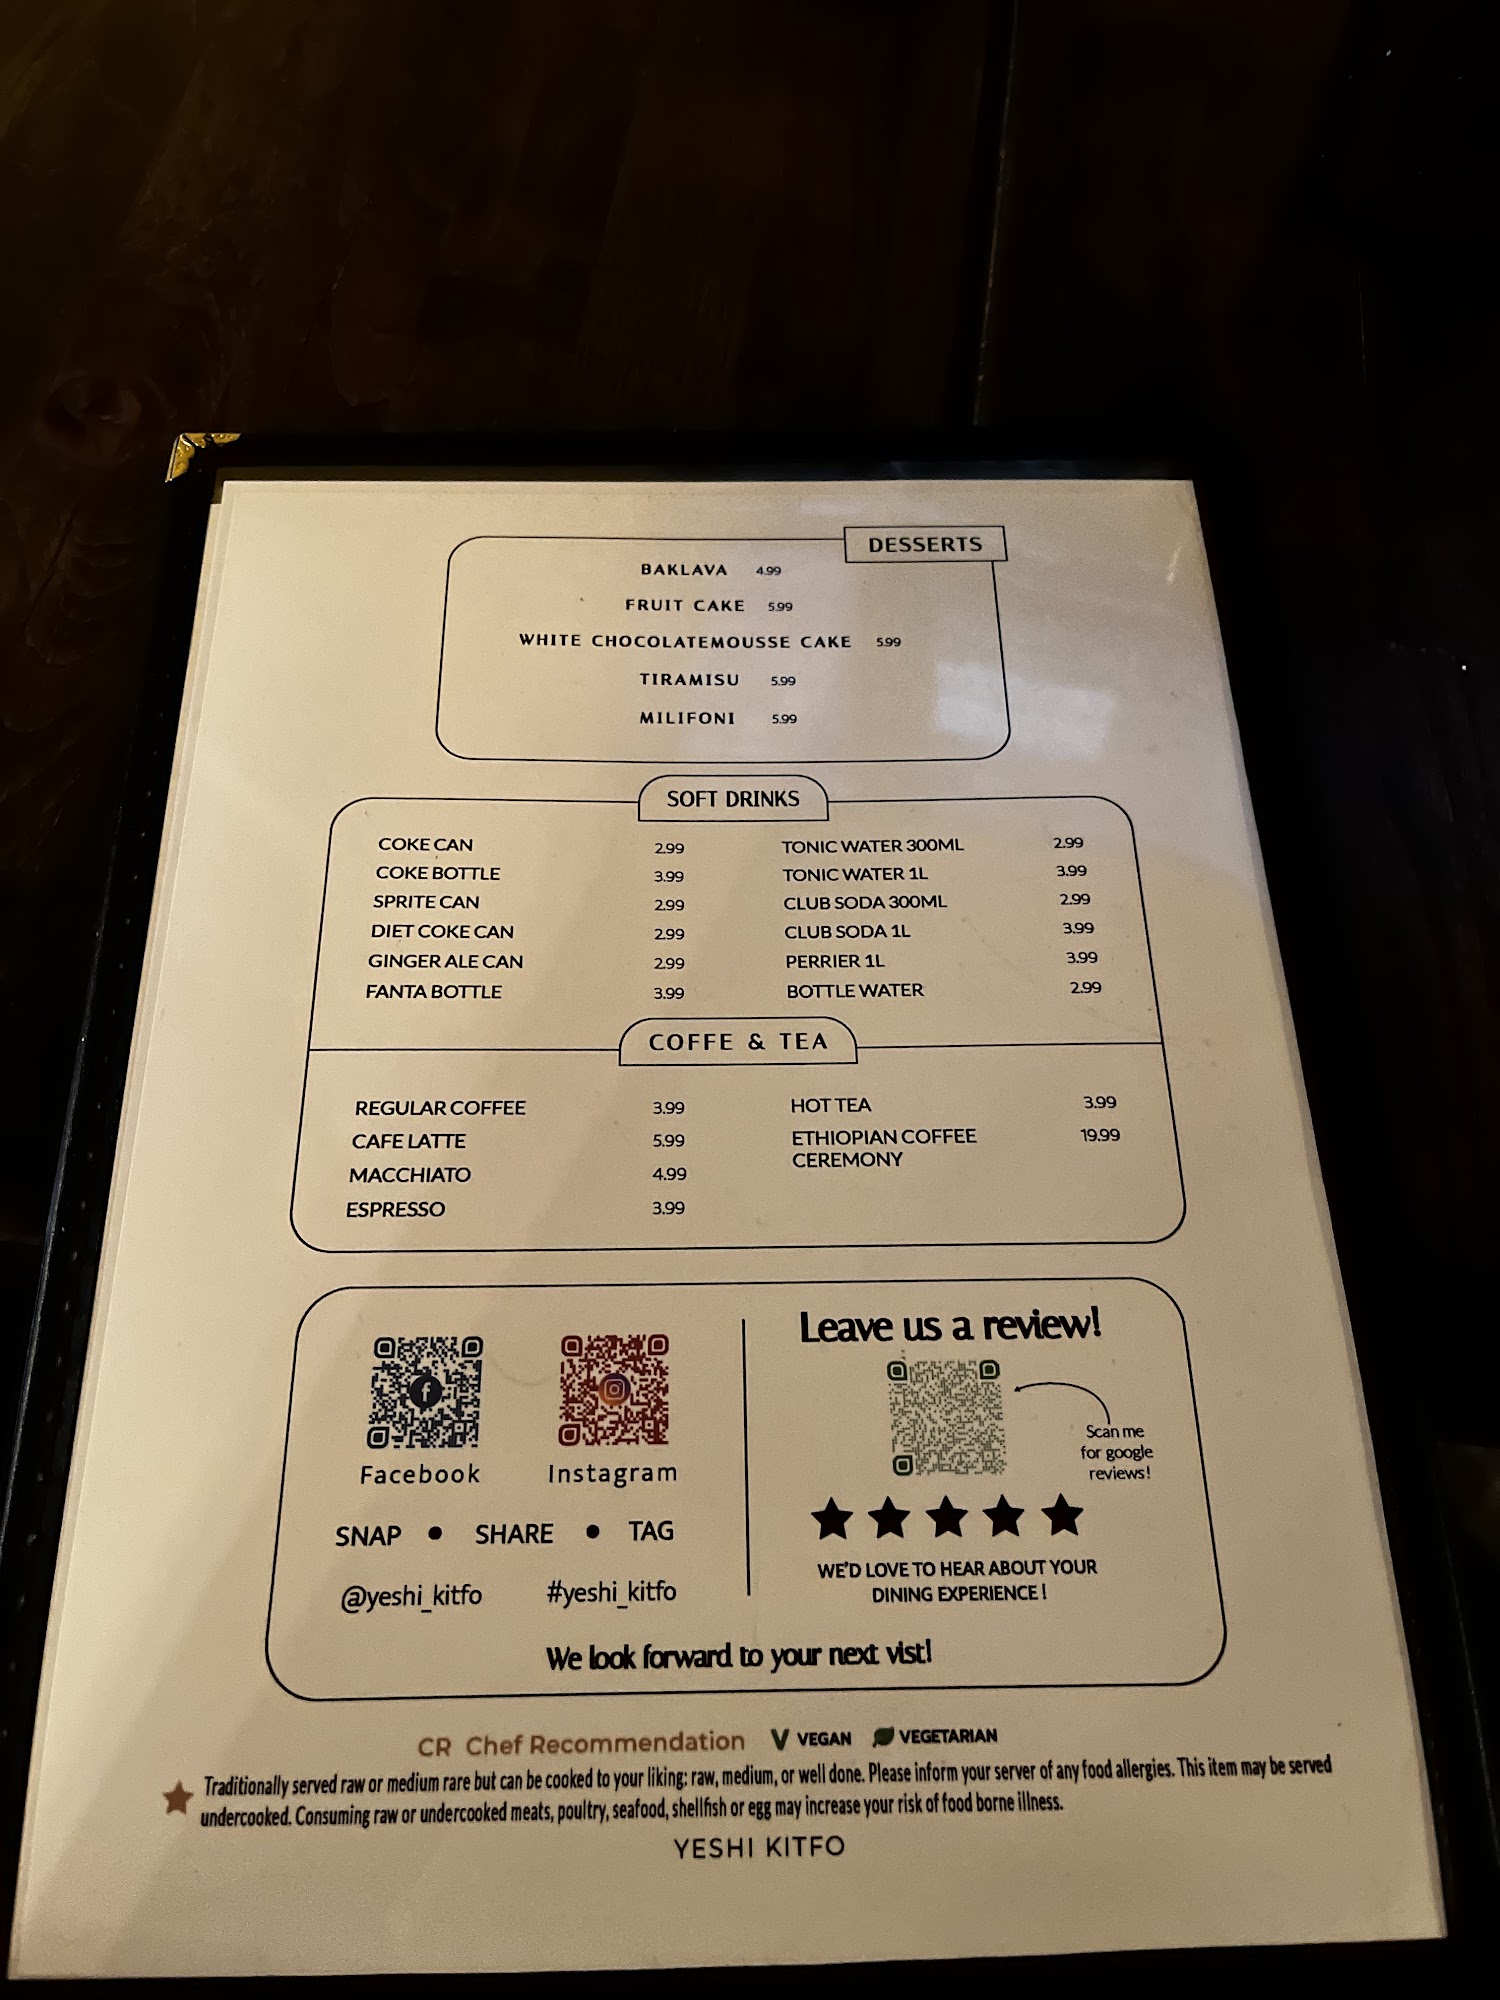 DESSERTS
BAKLAVA 4.99
FRUIT CAKE 5.99
WHITE CHOCOLATEMOUSSE CAKE 5.99
TIRAMISU 5.99
MILIFONI 5.99
SOFT DRINKS
COKE CAN 2.99
COKE BOTTLE 3.99
SPRITE CAN 2.99
DIET COKE CAN 2.99
GINGER ALE CAN 2.99
FANTA BOTTLE 3.99
TONIC WATER 300ML 2.99
TONIC WATER 1L 3.99
CLUB SODA 300ML 2.99
CLUB SODA 1L 3.99
PERRIER 1L 3.99
BOTTLE WATER 2.99
COFFE & TEA
REGULAR COFFEE 3.99
CAFE LATTE 5.99
MACCHIATO 4.99
ESPRESSO 3.99
HOT TEA 3.99
ETHIOPIAN COFFEE 19.99
CEREMONY
Facebook Instagram
SNAP • SHARE • TAG
@yeshi_kitfo #yeshi_kitfo
Leave us a review!
Scan me
for google
reviews!
WE'D LOVE TO HEAR ABOUT YOUR
DINING EXPERIENCE !
We look forward to your next vist!
CR Chef Recommendation V VEGAN VEGETARIAN
Traditionally served raw or medium rare but can be cooked to your liking: raw, medium, or well done. Please inform your server of any food allergies. This item may be served
undercooked. Consuming raw or undercooked meats, poultry, seafood, shellfish or egg may increase your risk of food borne illness.
YESHI KITFO